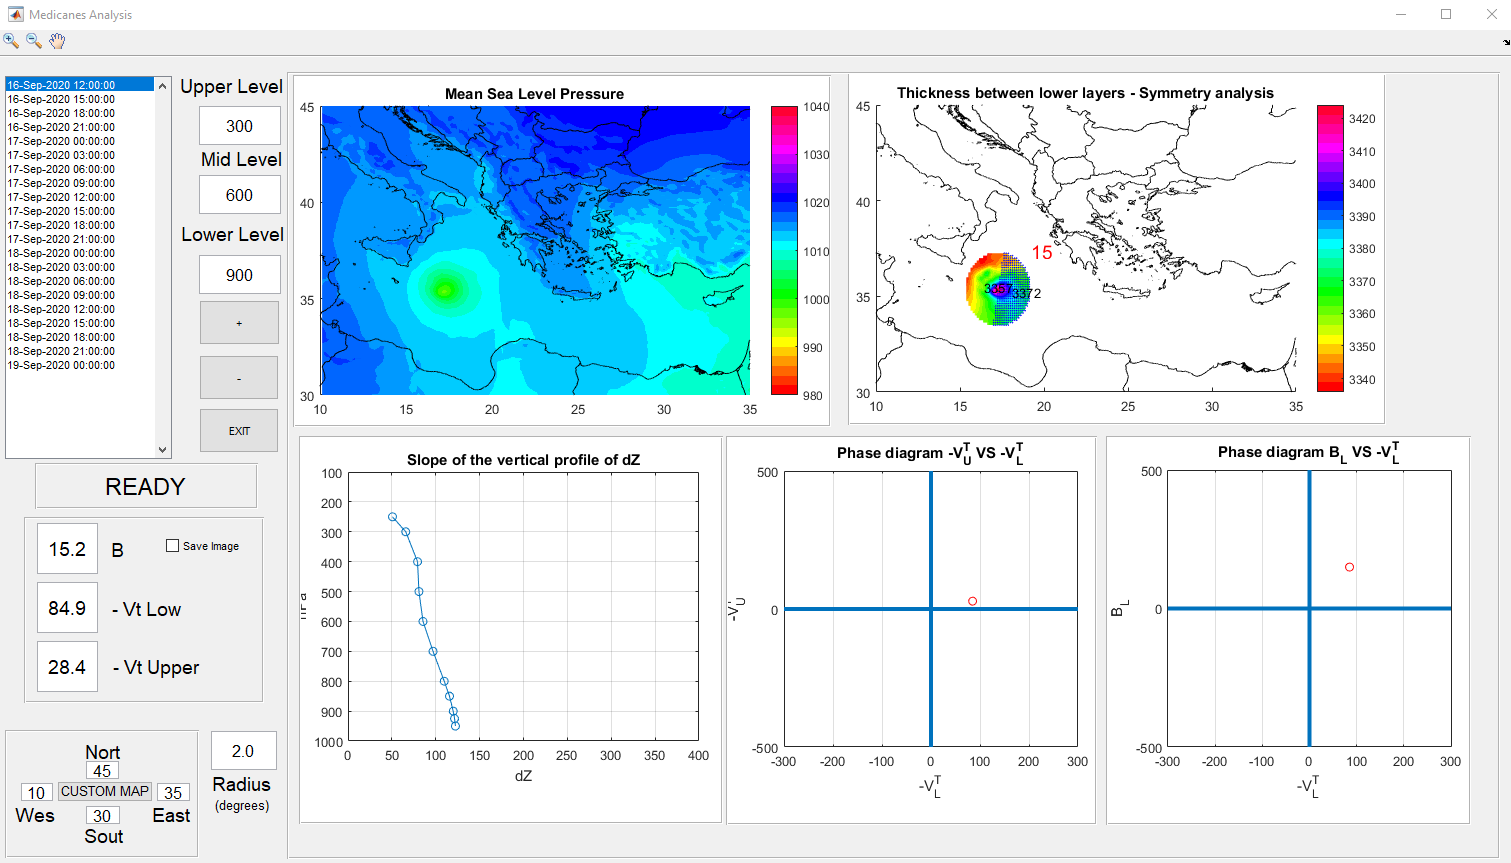 Medicanes Analysis
16-Sep-2020 12:00:00
16-Sep-2020 15:00:00
16-Sep-2020 18:00:00
16-Sep-2020 21:00:00
17-Sep-2020 00:00:00
17-Sep-2020 03:00:00
17-Sep-2020 06:00:00
17-Sep-2020 09:00:00
17-Sep-2020 12:00:00
17-Sep-2020 15:00:00
17-Sep-2020 18:00:00
17-Sep-2020 21:00:00
18-Sep-2020 00:00:00
18-Sep-2020 03:00:00
18-Sep-2020 06:00:00
18-Sep-2020 09:00:00
18-Sep-2020 12:00:00
18-Sep-2020 15:00:00
18-Sep-2020 18:00:00
18-Sep-2020 21:00:00
19-Sep-2020 00:00:00
Upper Level
300
Mid Level
600
Lower Level
900
+
-
EXIT
READY
15.2 B
Save Image
84.9 - Vt Low
28.4 - Vt Upper
Nort
45
10 CUSTOM MAP 35
Wes 30 East
Sout
2.0
Radius
(degrees)
Mean Sea Level Pressure
45
40
35
30
10 15 20 25 30 35
1040
1030
1020
1010
1000
990
980
Thickness between lower layers - Symmetry analysis
45
40
35
30
10 15 20 25 30 35
15
3372
3420
3410
3400
3390
3380
3370
3360
3350
3340
Slope of the vertical profile of dZ
100
200
300
400
500
600
700
800
900
1000
0 50 100 150 200 250 300 350 400
dZ
hPa
Phase diagram -V_U^T VS -V_L^T
500
0
-500
-300 -200 -100 0 100 200 300
-V_L^T
-V_U^T
Phase diagram B_L VS -V_L^T
500
0
-500
-300 -200 -100 0 100 200 300
-V_L^T
B_L